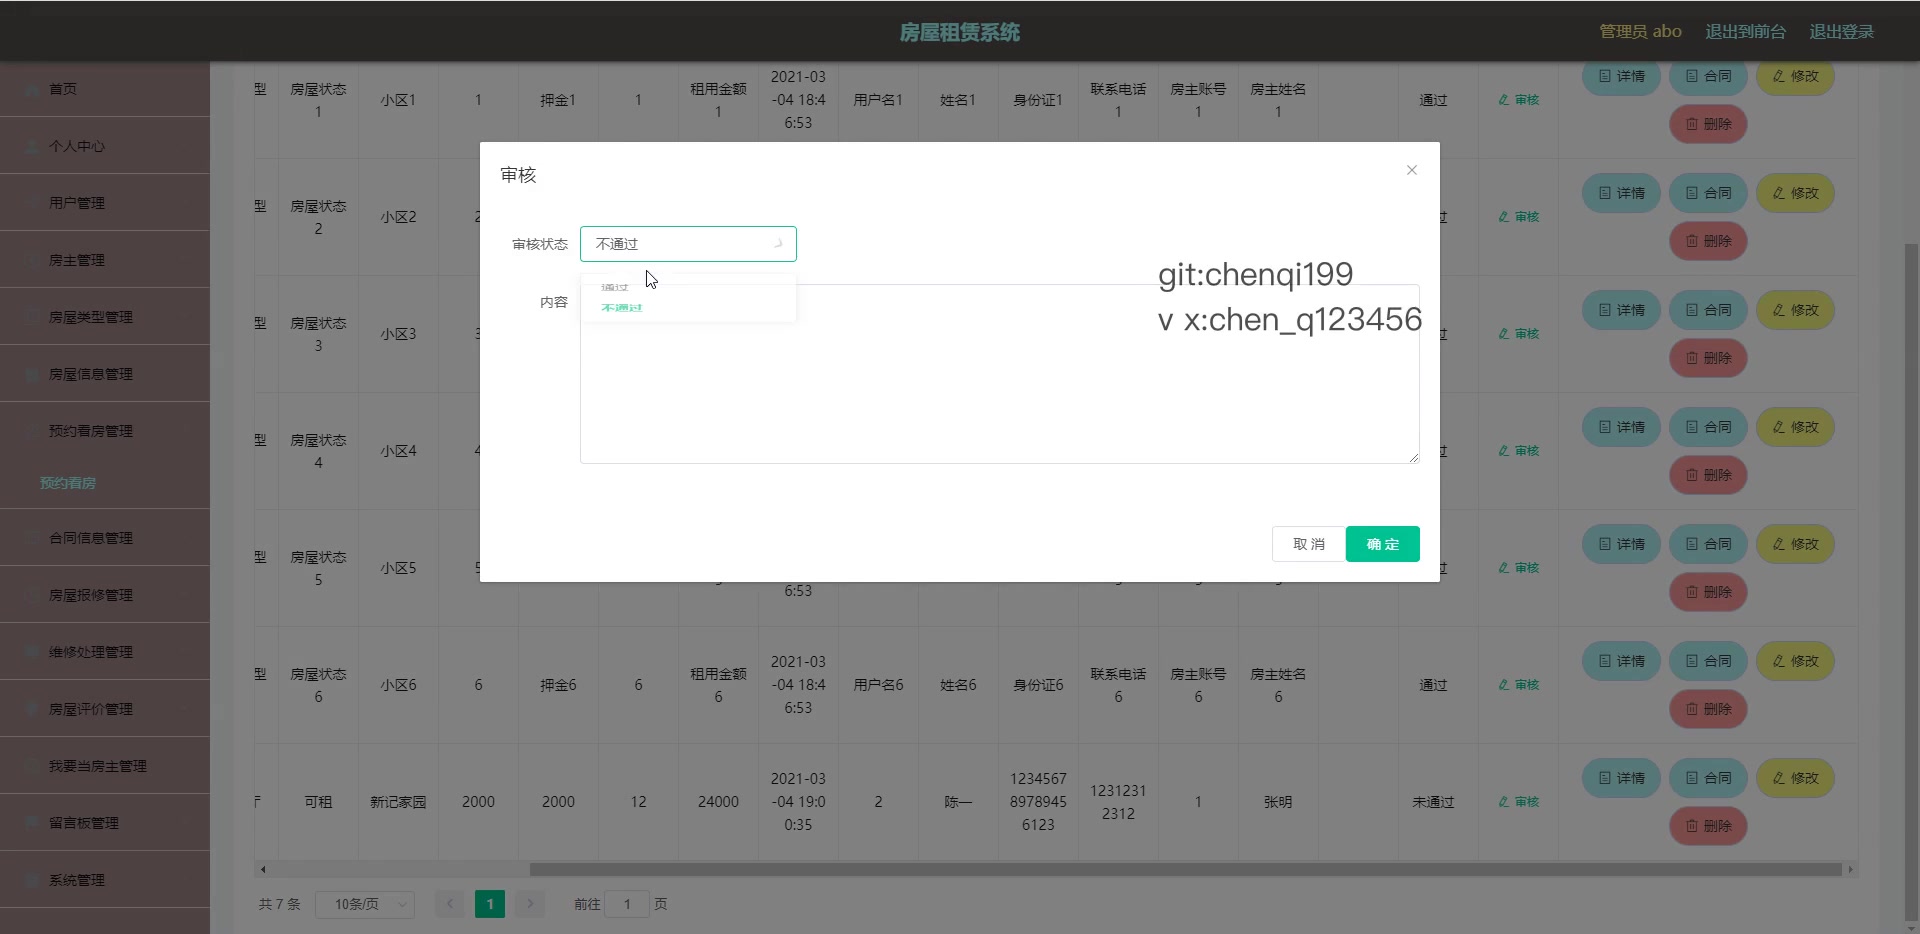 房屋租赁系统
管理员 abo 退出到前台 退出登录
首页
个人中心
用户管理
房主管理
房屋类型管理
房屋信息管理
预约看房管理
预约看房
合同信息管理
房屋报修管理
维修处理管理
房屋评价管理
我要当房主管理
留言板管理
系统管理
型 房屋状态1 小区1 1 押金1 1 租用金额1 2021-03-04 18:46:53 用户名1 姓名1 身份证1 联系电话1 房主账号1 房主姓名1 通过 审核 详情 合同 修改 删除
型 房屋状态2 小区2 2 审核 详情 合同 修改 删除
型 房屋状态3 小区3 3 审核 详情 合同 修改 删除
型 房屋状态4 小区4 4 审核 详情 合同 修改 删除
型 房屋状态5 小区5 5 6:53 审核 详情 合同 修改 删除
型 房屋状态6 小区6 6 押金6 6 租用金额6 2021-03-04 18:46:53 用户名6 姓名6 身份证6 联系电话6 房主账号6 房主姓名6 通过 审核 详情 合同 修改 删除
可租 新记家园 2000 2000 12 24000 2021-03-04 19:00:35 2 陈一 123456789789456123 12312312312 1 张明 未通过 审核 详情 合同 修改 删除
共 7 条 10条/页 1 前往 1 页
审核
审核状态 不通过
通过
不通过
内容
git:chenqi199
v x:chen_q123456
取 消 确 定